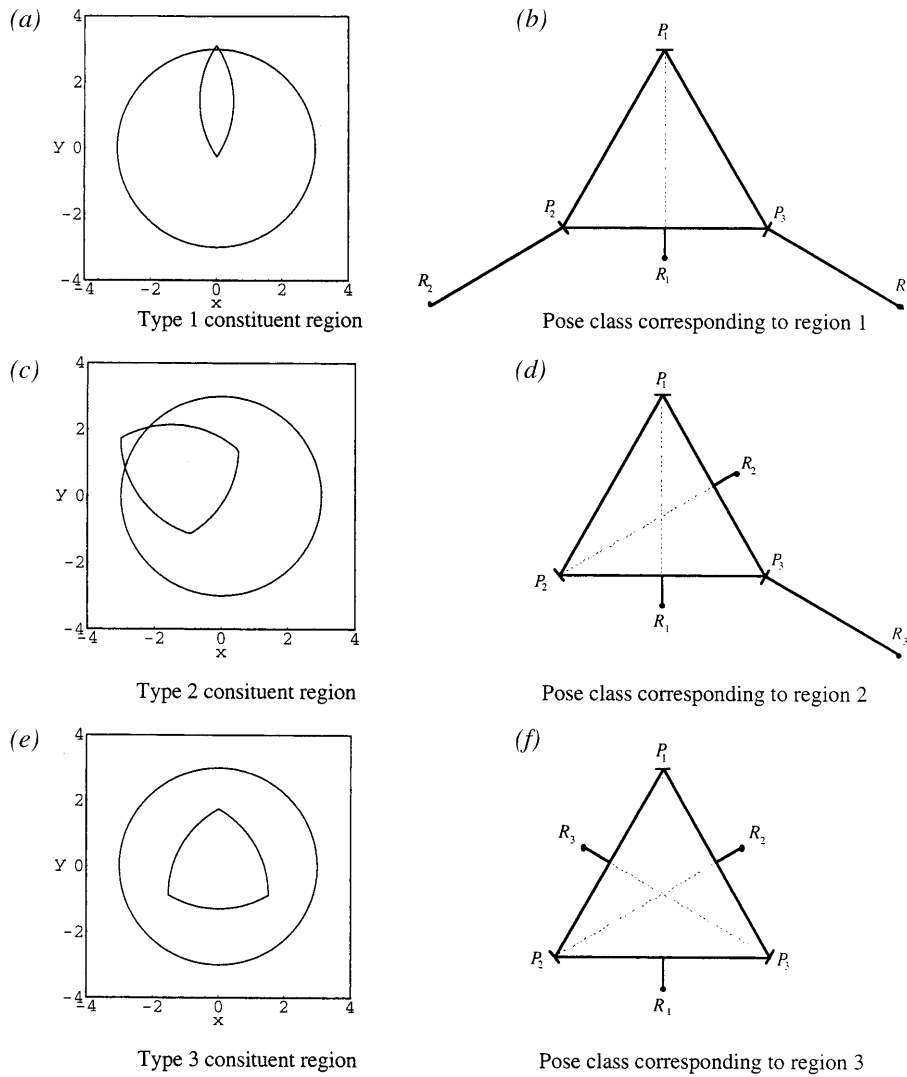 (a)
4
2
Y 0
-2
-4
-4 -2 0 2 4
x
Type 1 constituent region
(b)
P1
P2
P3
R2
R1
R
Pose class corresponding to region 1
(c)
4
2
Y 0
-2
-4
-4 -2 0 2 4
x
Type 2 consituent region
(d)
P1
R2
P2
P3
R1
R3
Pose class corresponding to region 2
(e)
4
2
Y 0
-2
-4
-4 -2 0 2 4
x
Type 3 consituent region
(f)
P1
R3
R2
P2
P3
R1
Pose class corresponding to region 3